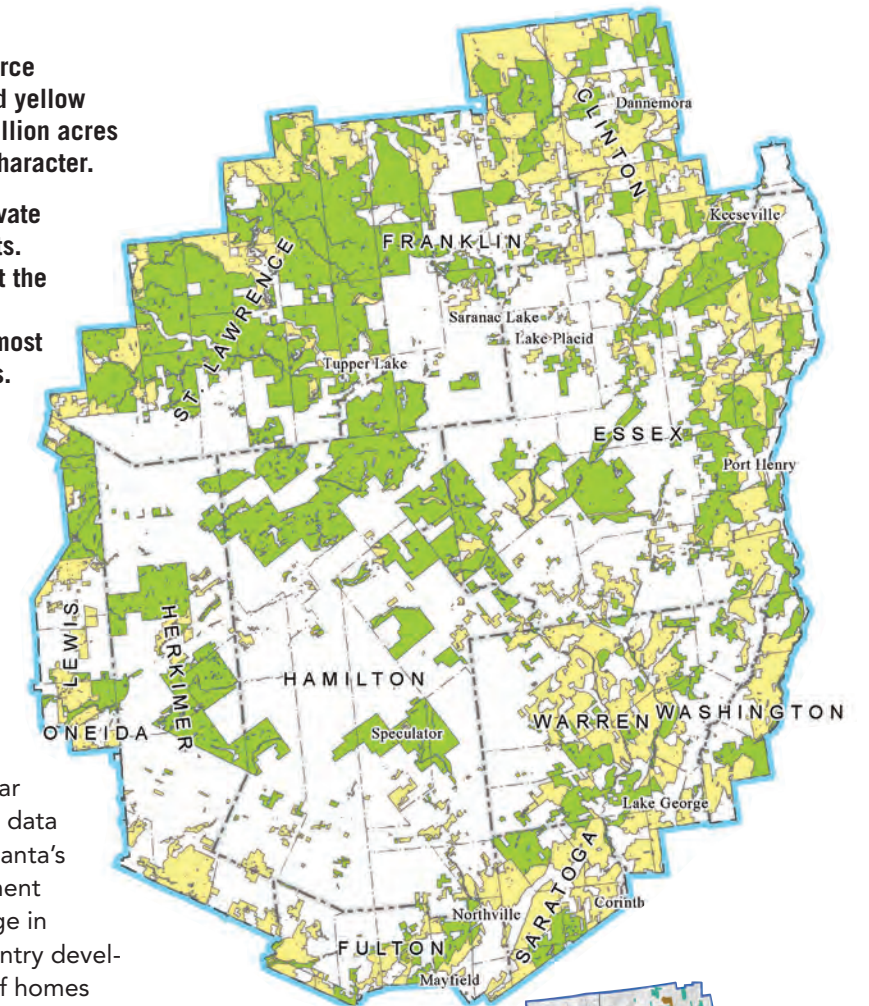 rce
d yellow
llion acres
haracter.
vate
ts.
t the
most
s.
ar
data
anta's
nent
ge in
ntry devel-
f homes
CLINTON
Dannemora
Keeseville
FRANKLIN
ST LAWRENCE
Saranac Lake
Lake Placid
Tupper Lake
ESSEX
Port Henry
LEWIS
HERKIMER
HAMILTON
ONEIDA
Speculator
WARREN
WASHINGTON
Lake George
SARATOGA
Northville
Corinth
FULTON
Mayfield